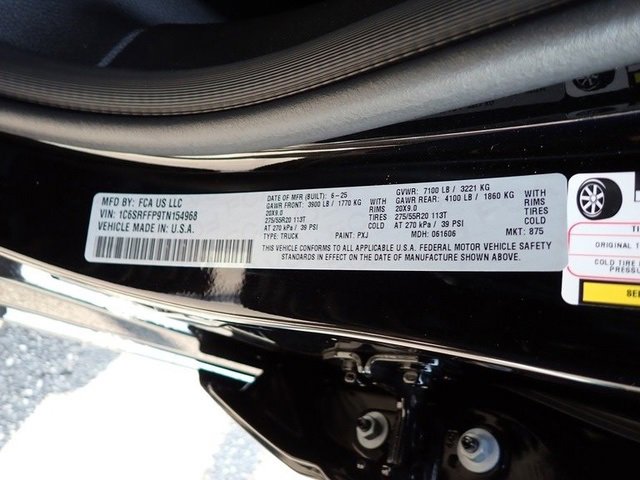 MFD BY: FCA US LLC
VIN: 1C6SRFFP9TN154968
VEHICLE MADE IN U.S.A.
DATE OF MFR (BUILT): 6-25
GAWR FRONT: 3900 LB / 1770 KG WITH
20X9.0 RIMS
275/55R20 113T TIRES
AT 270 kPa / 39 PSI COLD
TYPE: TRUCK PAINT: PXJ
GVWR: 7100 LB / 3221 KG
GAWR REAR: 4100 LB / 1860 KG WITH
20X9.0 RIMS
275/55R20 113T TIRES
AT 270 kPa / 39 PSI COLD
MDH: 061606 MKT: 875
THIS VEHICLE CONFORMS TO ALL APPLICABLE U.S.A. FEDERAL MOTOR VEHICLE SAFETY
STANDARDS IN EFFECT ON THE DATE OF MANUFACTURE SHOWN ABOVE.
ORIGINAL
COLD TIRE